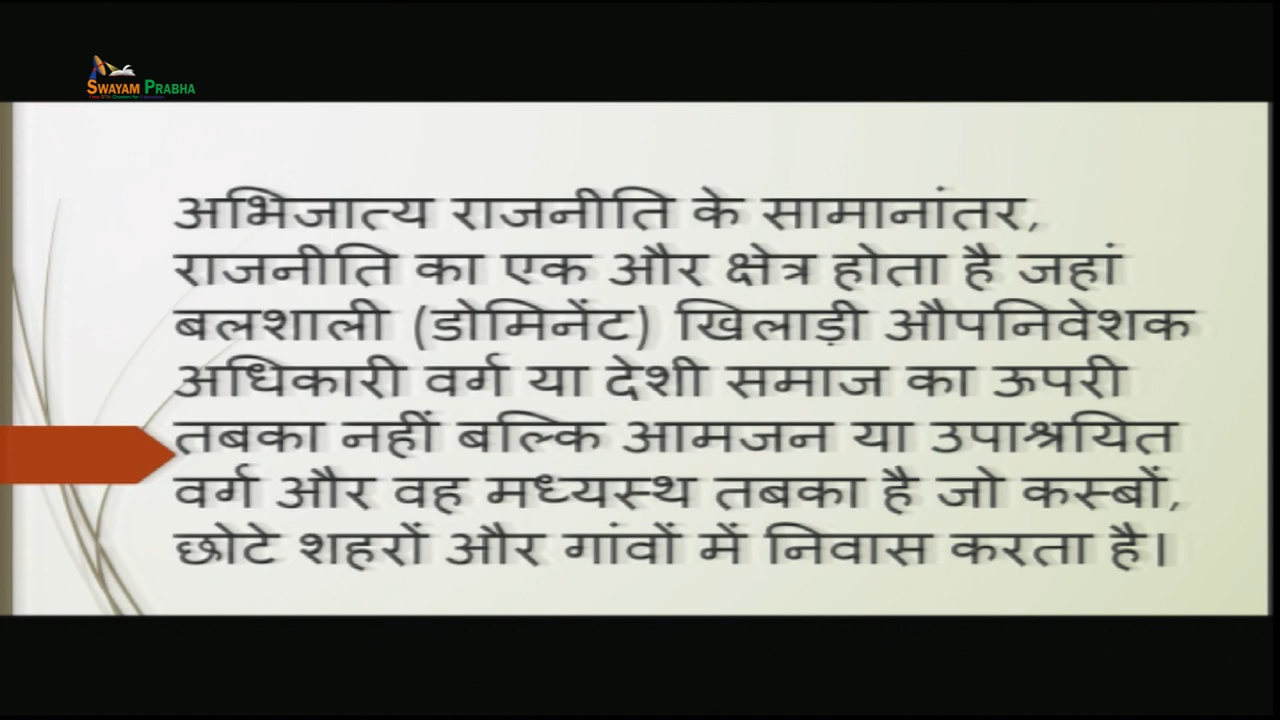 SWAYAM PRABHA
अभिजात्य राजनीति के सामानांतर,
राजनीति का एक और क्षेत्र होता है जहां
बलशाली (डोमिनेंट) खिलाड़ी औपनिवेशक
अधिकारी वर्ग या देशी समाज का ऊपरी
तबका नहीं बल्कि आमजन या उपाश्रयित
वर्ग और वह मध्यस्थ तबका है जो कस्बों,
छोटे शहरों और गांवों में निवास करता है।